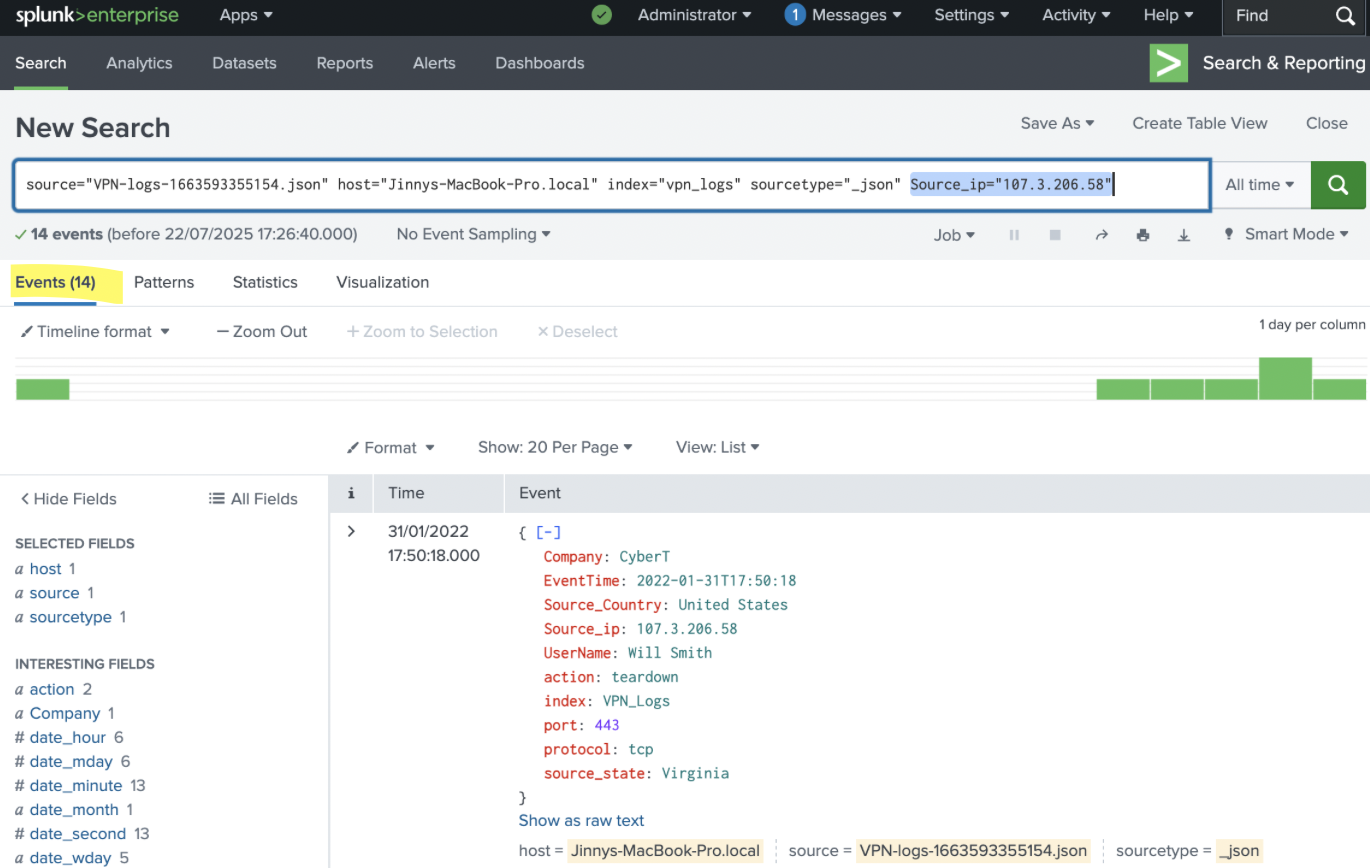 splunk>enterprise Apps Administrator 1 Messages Settings Activity Help Find
Search Analytics Datasets Reports Alerts Dashboards Search & Reporting
New Search Save As Create Table View Close
source="VPN-logs-1663593355154.json" host="Jinnys-MacBook-Pro.local" index="vpn_logs" sourcetype="_json" Source_ip="107.3.206.58" All time
14 events (before 22/07/2025 17:26:40.000) No Event Sampling Job Smart Mode
Events (14) Patterns Statistics Visualization
Timeline format — Zoom Out + Zoom to Selection × Deselect 1 day per column
Format Show: 20 Per Page View: List
< Hide Fields All Fields
SELECTED FIELDS
a host 1
a source 1
a sourcetype 1
INTERESTING FIELDS
a action 2
a Company 1
# date_hour 6
# date_mday 6
# date_minute 13
a date_month 1
# date_second 13
a date_wday 5
i Time Event
> 31/01/2022
17:50:18.000
{ [-]
Company: CyberT
EventTime: 2022-01-31T17:50:18
Source_Country: United States
Source_ip: 107.3.206.58
UserName: Will Smith
action: teardown
index: VPN_Logs
port: 443
protocol: tcp
source_state: Virginia
}
Show as raw text
host = Jinnys-MacBook-Pro.local source = VPN-logs-1663593355154.json sourcetype = _json